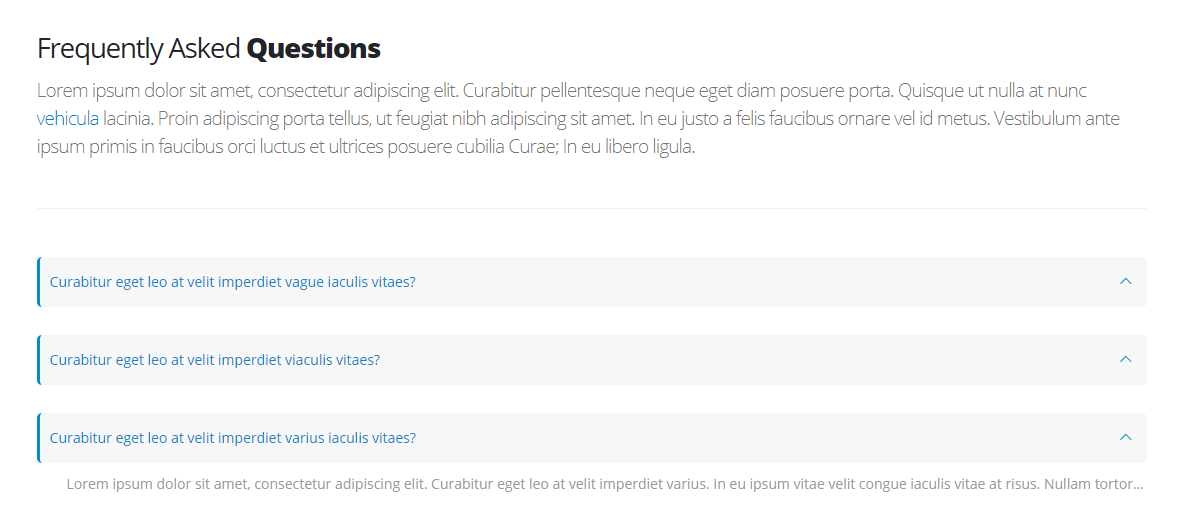 Frequently Asked Questions
Lorem ipsum dolor sit amet, consectetur adipiscing elit. Curabitur pellentesque neque eget diam posuere porta. Quisque ut nulla at nunc
vehicula lacinia. Proin adipiscing porta tellus, ut feugiat nibh adipiscing sit amet. In eu justo a felis faucibus ornare vel id metus. Vestibulum ante
ipsum primis in faucibus orci luctus et ultrices posuere cubilia Curae; In eu libero ligula.
Curabitur eget leo at velit imperdiet vague iaculis vitaes?
Curabitur eget leo at velit imperdiet viaculis vitaes?
Curabitur eget leo at velit imperdiet varius iaculis vitaes?
Lorem ipsum dolor sit amet, consectetur adipiscing elit. Curabitur eget leo at velit imperdiet varius. In eu ipsum vitae velit congue iaculis vitae at risus. Nullam tortor...